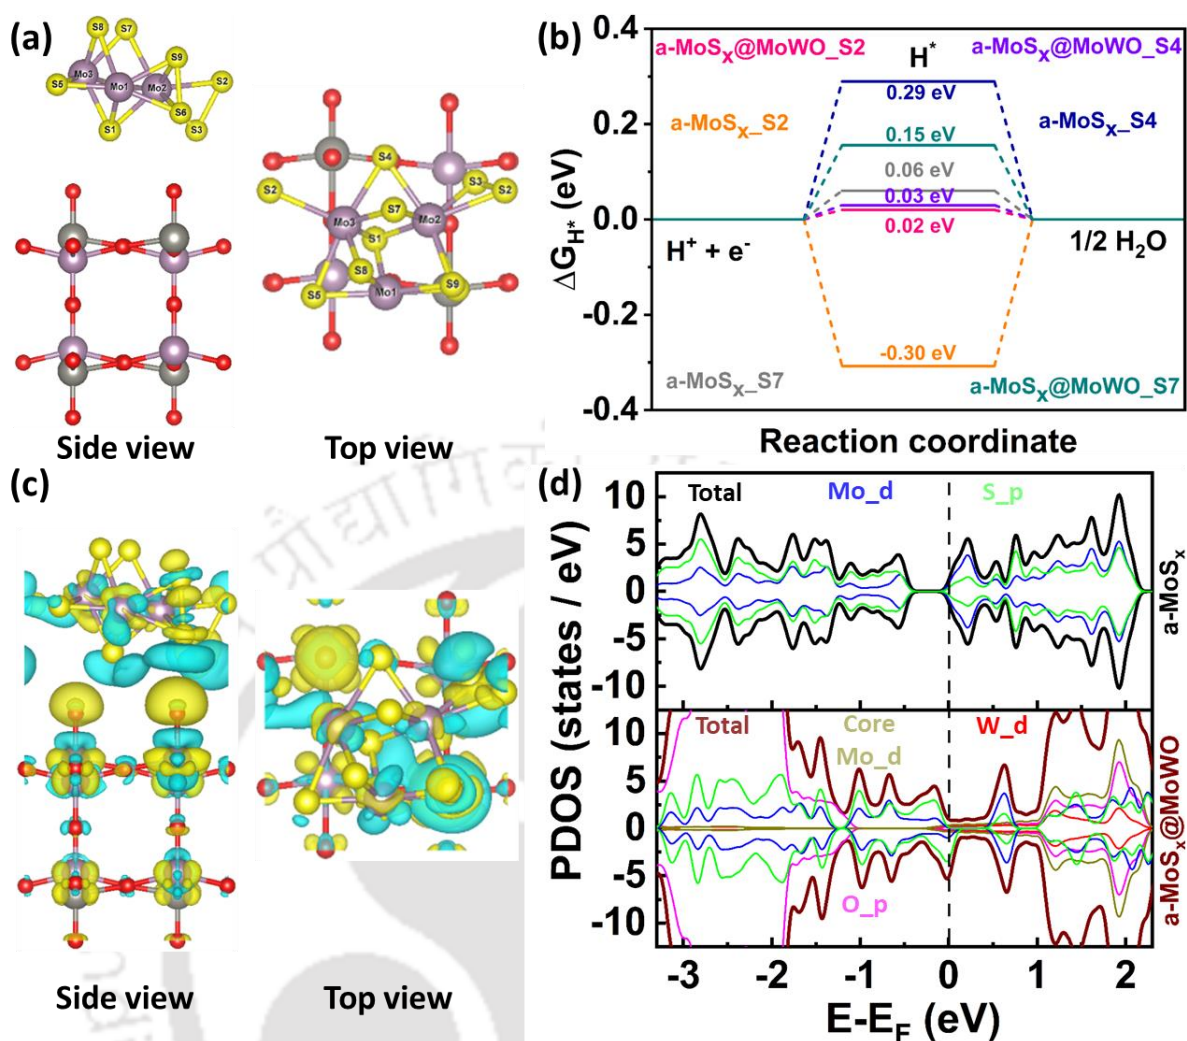 (a)
S8
S7
S9
Mo3
Mo1
Mo2
S5
S2
S6
S1
S3
Side view
S4
S2
S3
S2
Mo3
S7
Mo2
S1
S8
S5
Mo1
S9
Top view
(b)
0.4
0.2
0.0
-0.2
-0.4
ΔG_H* (eV)
a-MoSₓ@MoWO_S2
a-MoSₓ@MoWO_S4
H*
0.29 eV
a-MoSₓ_S2
a-MoSₓ_S4
0.15 eV
0.06 eV
0.03 eV
0.02 eV
H⁺ + e⁻
1/2 H₂O
-0.30 eV
a-MoSₓ_S7
a-MoSₓ@MoWO_S7
Reaction coordinate
(c)
Side view
Top view
(d)
PDOS (states / eV)
10
5
0
-5
-10
Total
Mo_d
S_p
a-MoSₓ
10
5
0
-5
-10
Total
Core
Mo_d
W_d
O_p
a-MoSₓ@MoWO
-3
-2
-1
0
1
2
E-E_F (eV)